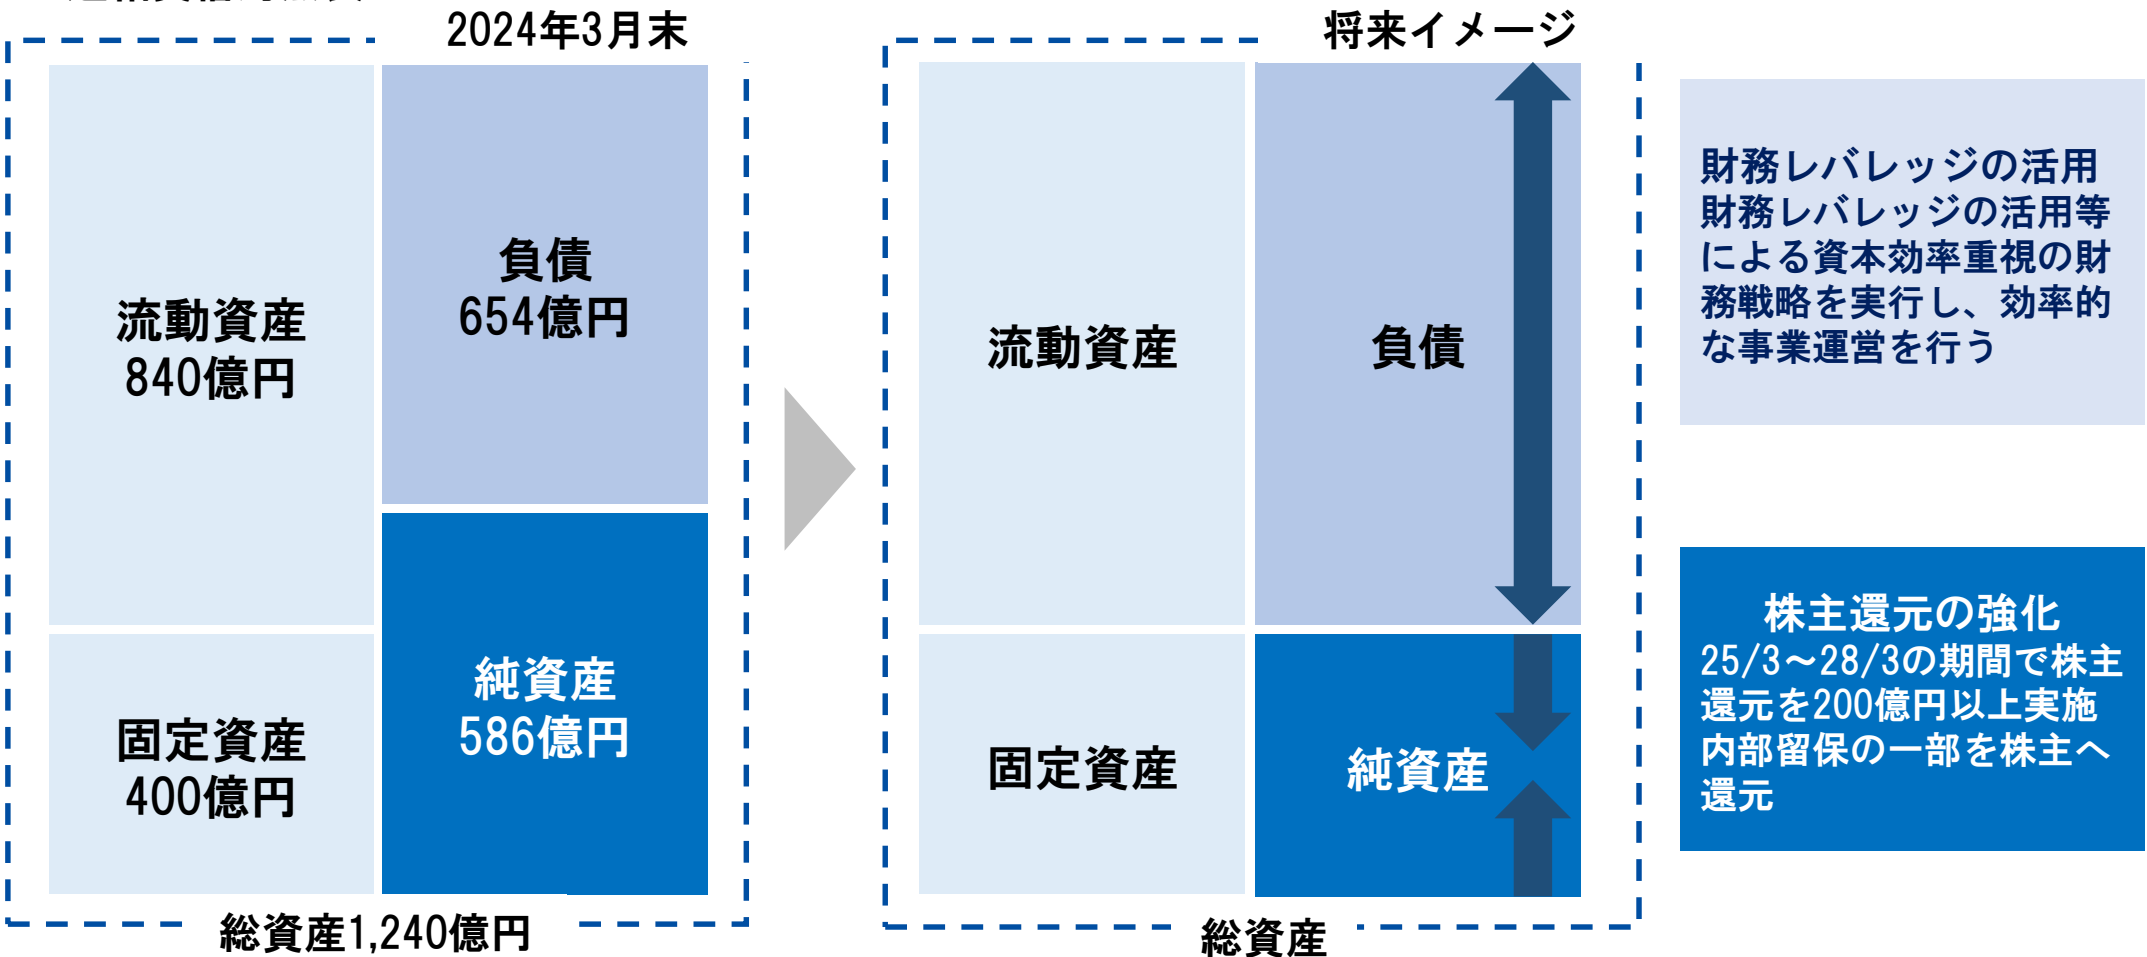 2024年3月末
流動資産
840億円
負債
654億円
固定資産
400億円
純資産
586億円
総資産1,240億円
将来イメージ
流動資産
負債
固定資産
純資産
総資産
財務レバレッジの活用
財務レバレッジの活用等
による資本効率重視の財
務戦略を実行し、効率的
な事業運営を行う
株主還元の強化
25/3～28/3の期間で株主
還元を200億円以上実施
内部留保の一部を株主へ
還元